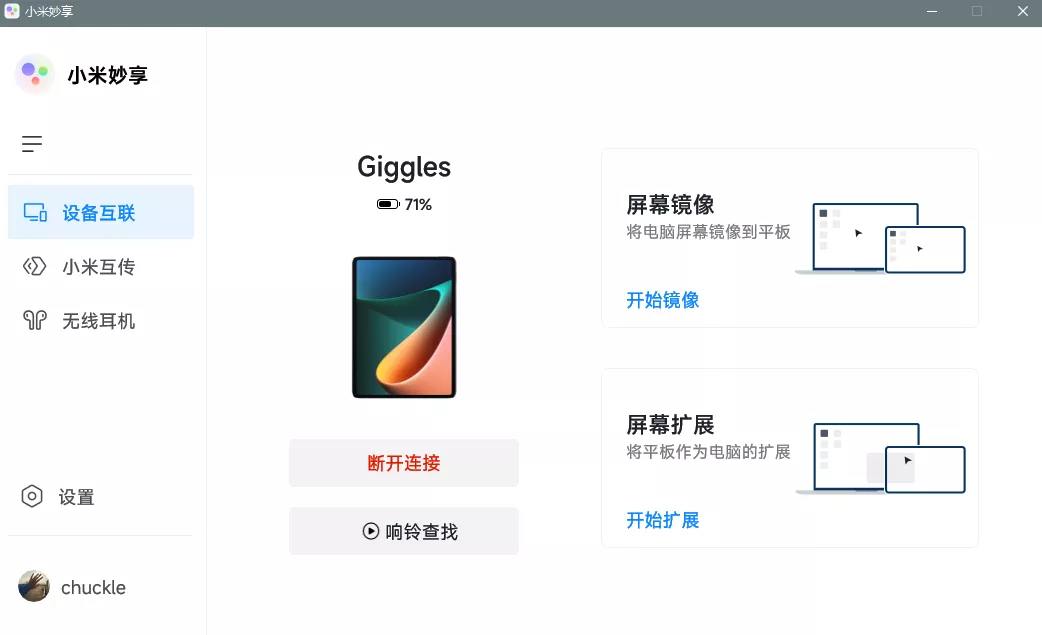 小米妙享
小米妙享
设备互联
小米互传
无线耳机
设置
chuckle
Giggles
71%
断开连接
响铃查找
屏幕镜像
将电脑屏幕镜像到平板
开始镜像
屏幕扩展
将平板作为电脑的扩展
开始扩展